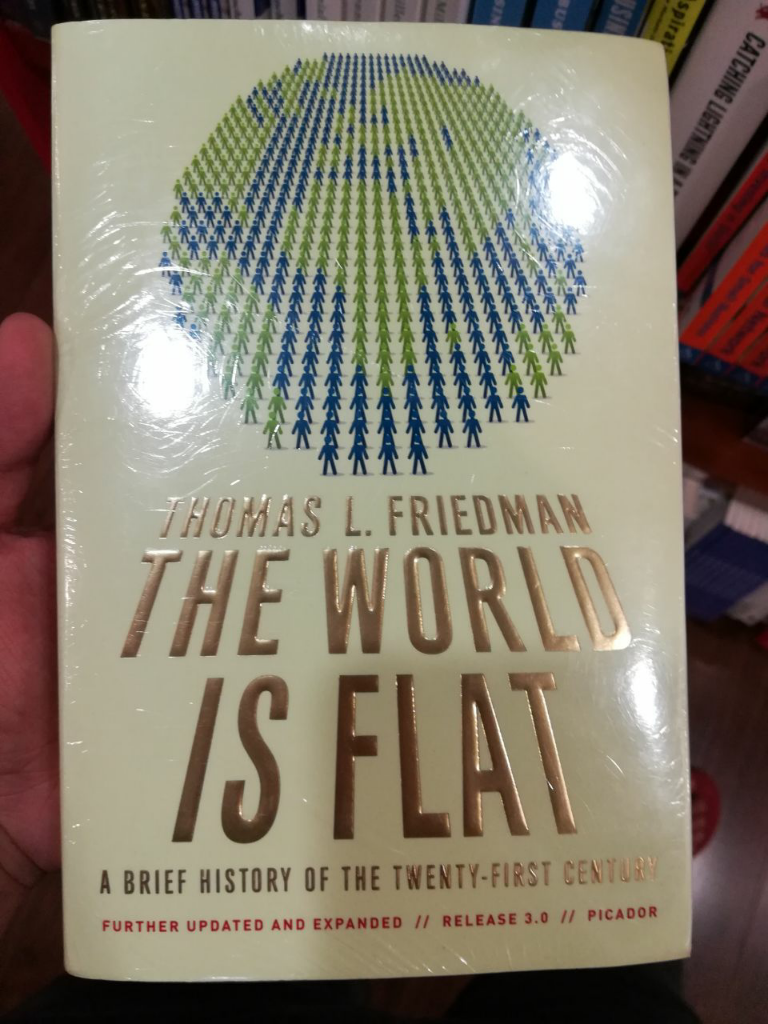 THOMAS L. FRIEDMAN
THE WORLD
IS FLAT
A BRIEF HISTORY OF THE TWENTY-FIRST CENTURY
FURTHER UPDATED AND EXPANDED // RELEASE 3.0 // PICADOR
CATCHING LIGHTNING IN A